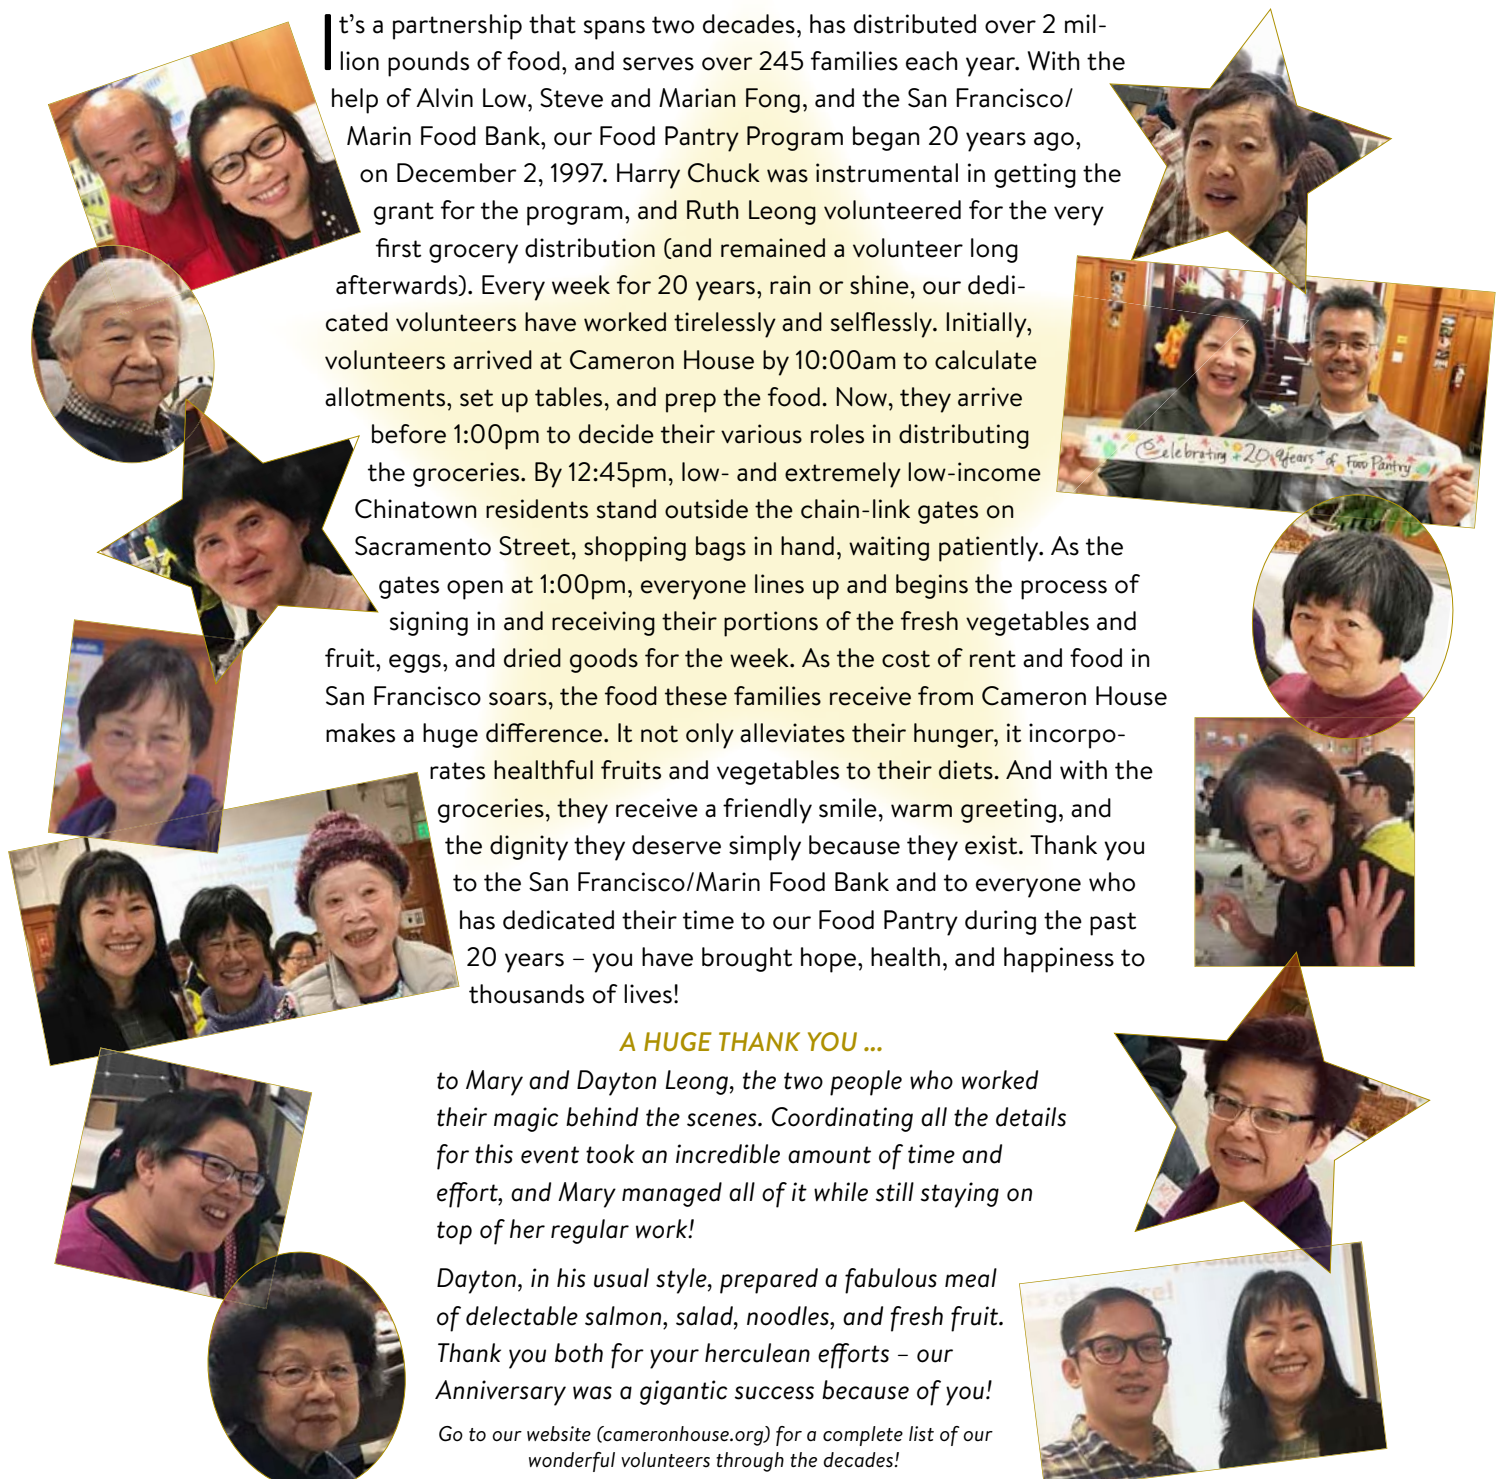 It's a partnership that spans two decades, has distributed over 2 mil-
lion pounds of food, and serves over 245 families each year. With the
help of Alvin Low, Steve and Marian Fong, and the San Francisco/
Marin Food Bank, our Food Pantry Program began 20 years ago,
on December 2, 1997. Harry Chuck was instrumental in getting the
grant for the program, and Ruth Leong volunteered for the very
first grocery distribution (and remained a volunteer long
afterwards). Every week for 20 years, rain or shine, our dedi-
cated volunteers have worked tirelessly and selflessly. Initially,
volunteers arrived at Cameron House by 10:00am to calculate
allotments, set up tables, and prep the food. Now, they arrive
before 1:00pm to decide their various roles in distributing
the groceries. By 12:45pm, low- and extremely low-income
Chinatown residents stand outside the chain-link gates on
Sacramento Street, shopping bags in hand, waiting patiently. As the
gates open at 1:00pm, everyone lines up and begins the process of
signing in and receiving their portions of the fresh vegetables and
fruit, eggs, and dried goods for the week. As the cost of rent and food in
San Francisco soars, the food these families receive from Cameron House
makes a huge difference. It not only alleviates their hunger, it incorpo-
rates healthful fruits and vegetables to their diets. And with the
groceries, they receive a friendly smile, warm greeting, and
the dignity they deserve simply because they exist. Thank you
to the San Francisco/Marin Food Bank and to everyone who
has dedicated their time to our Food Pantry during the past
20 years – you have brought hope, health, and happiness to
thousands of lives!
A HUGE THANK YOU ...
to Mary and Dayton Leong, the two people who worked
their magic behind the scenes. Coordinating all the details
for this event took an incredible amount of time and
effort, and Mary managed all of it while still staying on
top of her regular work!
Dayton, in his usual style, prepared a fabulous meal
of delectable salmon, salad, noodles, and fresh fruit.
Thank you both for your herculean efforts – our
Anniversary was a gigantic success because of you!
Go to our website (cameronhouse.org) for a complete list of our
wonderful volunteers through the decades!
Celebrating 20 years of Food Pantry